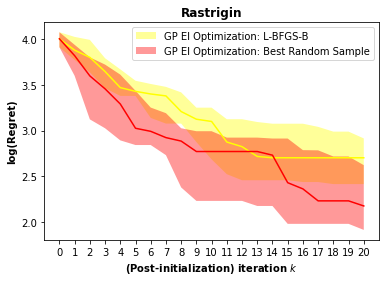 Rastrigin
GP EI Optimization: L-BFGS-B
GP EI Optimization: Best Random Sample
log(Regret)
4.0
3.5
3.0
2.5
2.0
0 1 2 3 4 5 6 7 8 9 10 11 12 13 14 15 16 17 18 19 20
(Post-initialization) iteration k